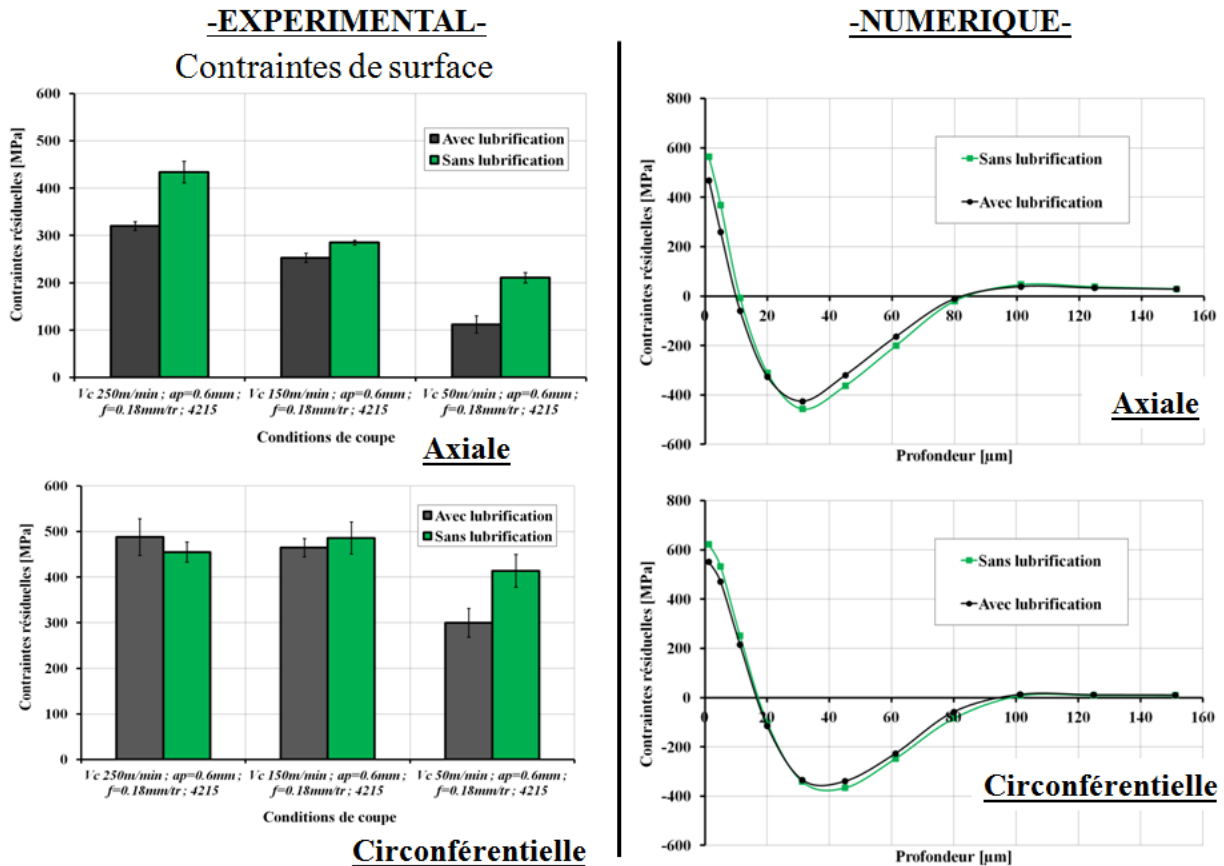 -EXPERIMENTAL-
Contraintes de surface
Contraintes résiduelles [MPa]
600
500
400
300
200
100
0
Avec lubrification
Sans lubrification
Vc 250m/min ; ap=0.6mm ;
f=0.18mm/tr ; 4215
Vc 150m/min ; ap=0.6mm ;
f=0.18mm/tr ; 4215
Vc 50m/min ; ap=0.6mm ;
f=0.18mm/tr ; 4215
Conditions de coupe
Axiale
Contraintes résiduelles [MPa]
600
500
400
300
200
100
0
Avec lubrification
Sans lubrification
Vc 250m/min ; ap=0.6mm ;
f=0.18mm/tr ; 4215
Vc 150m/min ; ap=0.6mm ;
f=0.18mm/tr ; 4215
Vc 50m/min ; ap=0.6mm ;
f=0.18mm/tr ; 4215
Conditions de coupe
Circonférentielle
-NUMERIQUE-
Contraintes résiduelles [MPa]
800
600
400
200
0
-200
-400
-600
Sans lubrification
Avec lubrification
0 20 40 60 80 100 120 140 160
Axiale
Profondeur [µm]
Contraintes résiduelles [MPa]
800
600
400
200
0
-200
-400
-600
Sans lubrification
Avec lubrification
0 20 40 60 80 100 120 140 160
Circonférentielle
Profondeur [µm]